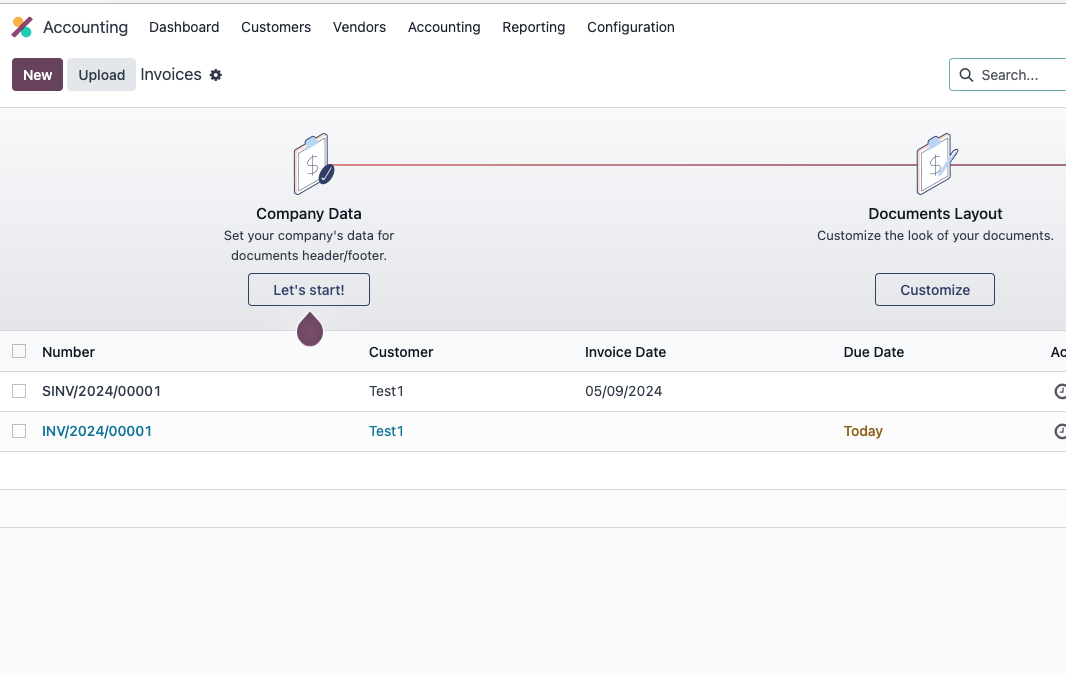 Accounting Dashboard Customers Vendors Accounting Reporting Configuration
New Upload Invoices Search...
Company Data
Set your company's data for
documents header/footer.
Let's start!
Documents Layout
Customize the look of your documents.
Customize
Number Customer Invoice Date Due Date Ac
SINV/2024/00001 Test1 05/09/2024
INV/2024/00001 Test1 Today